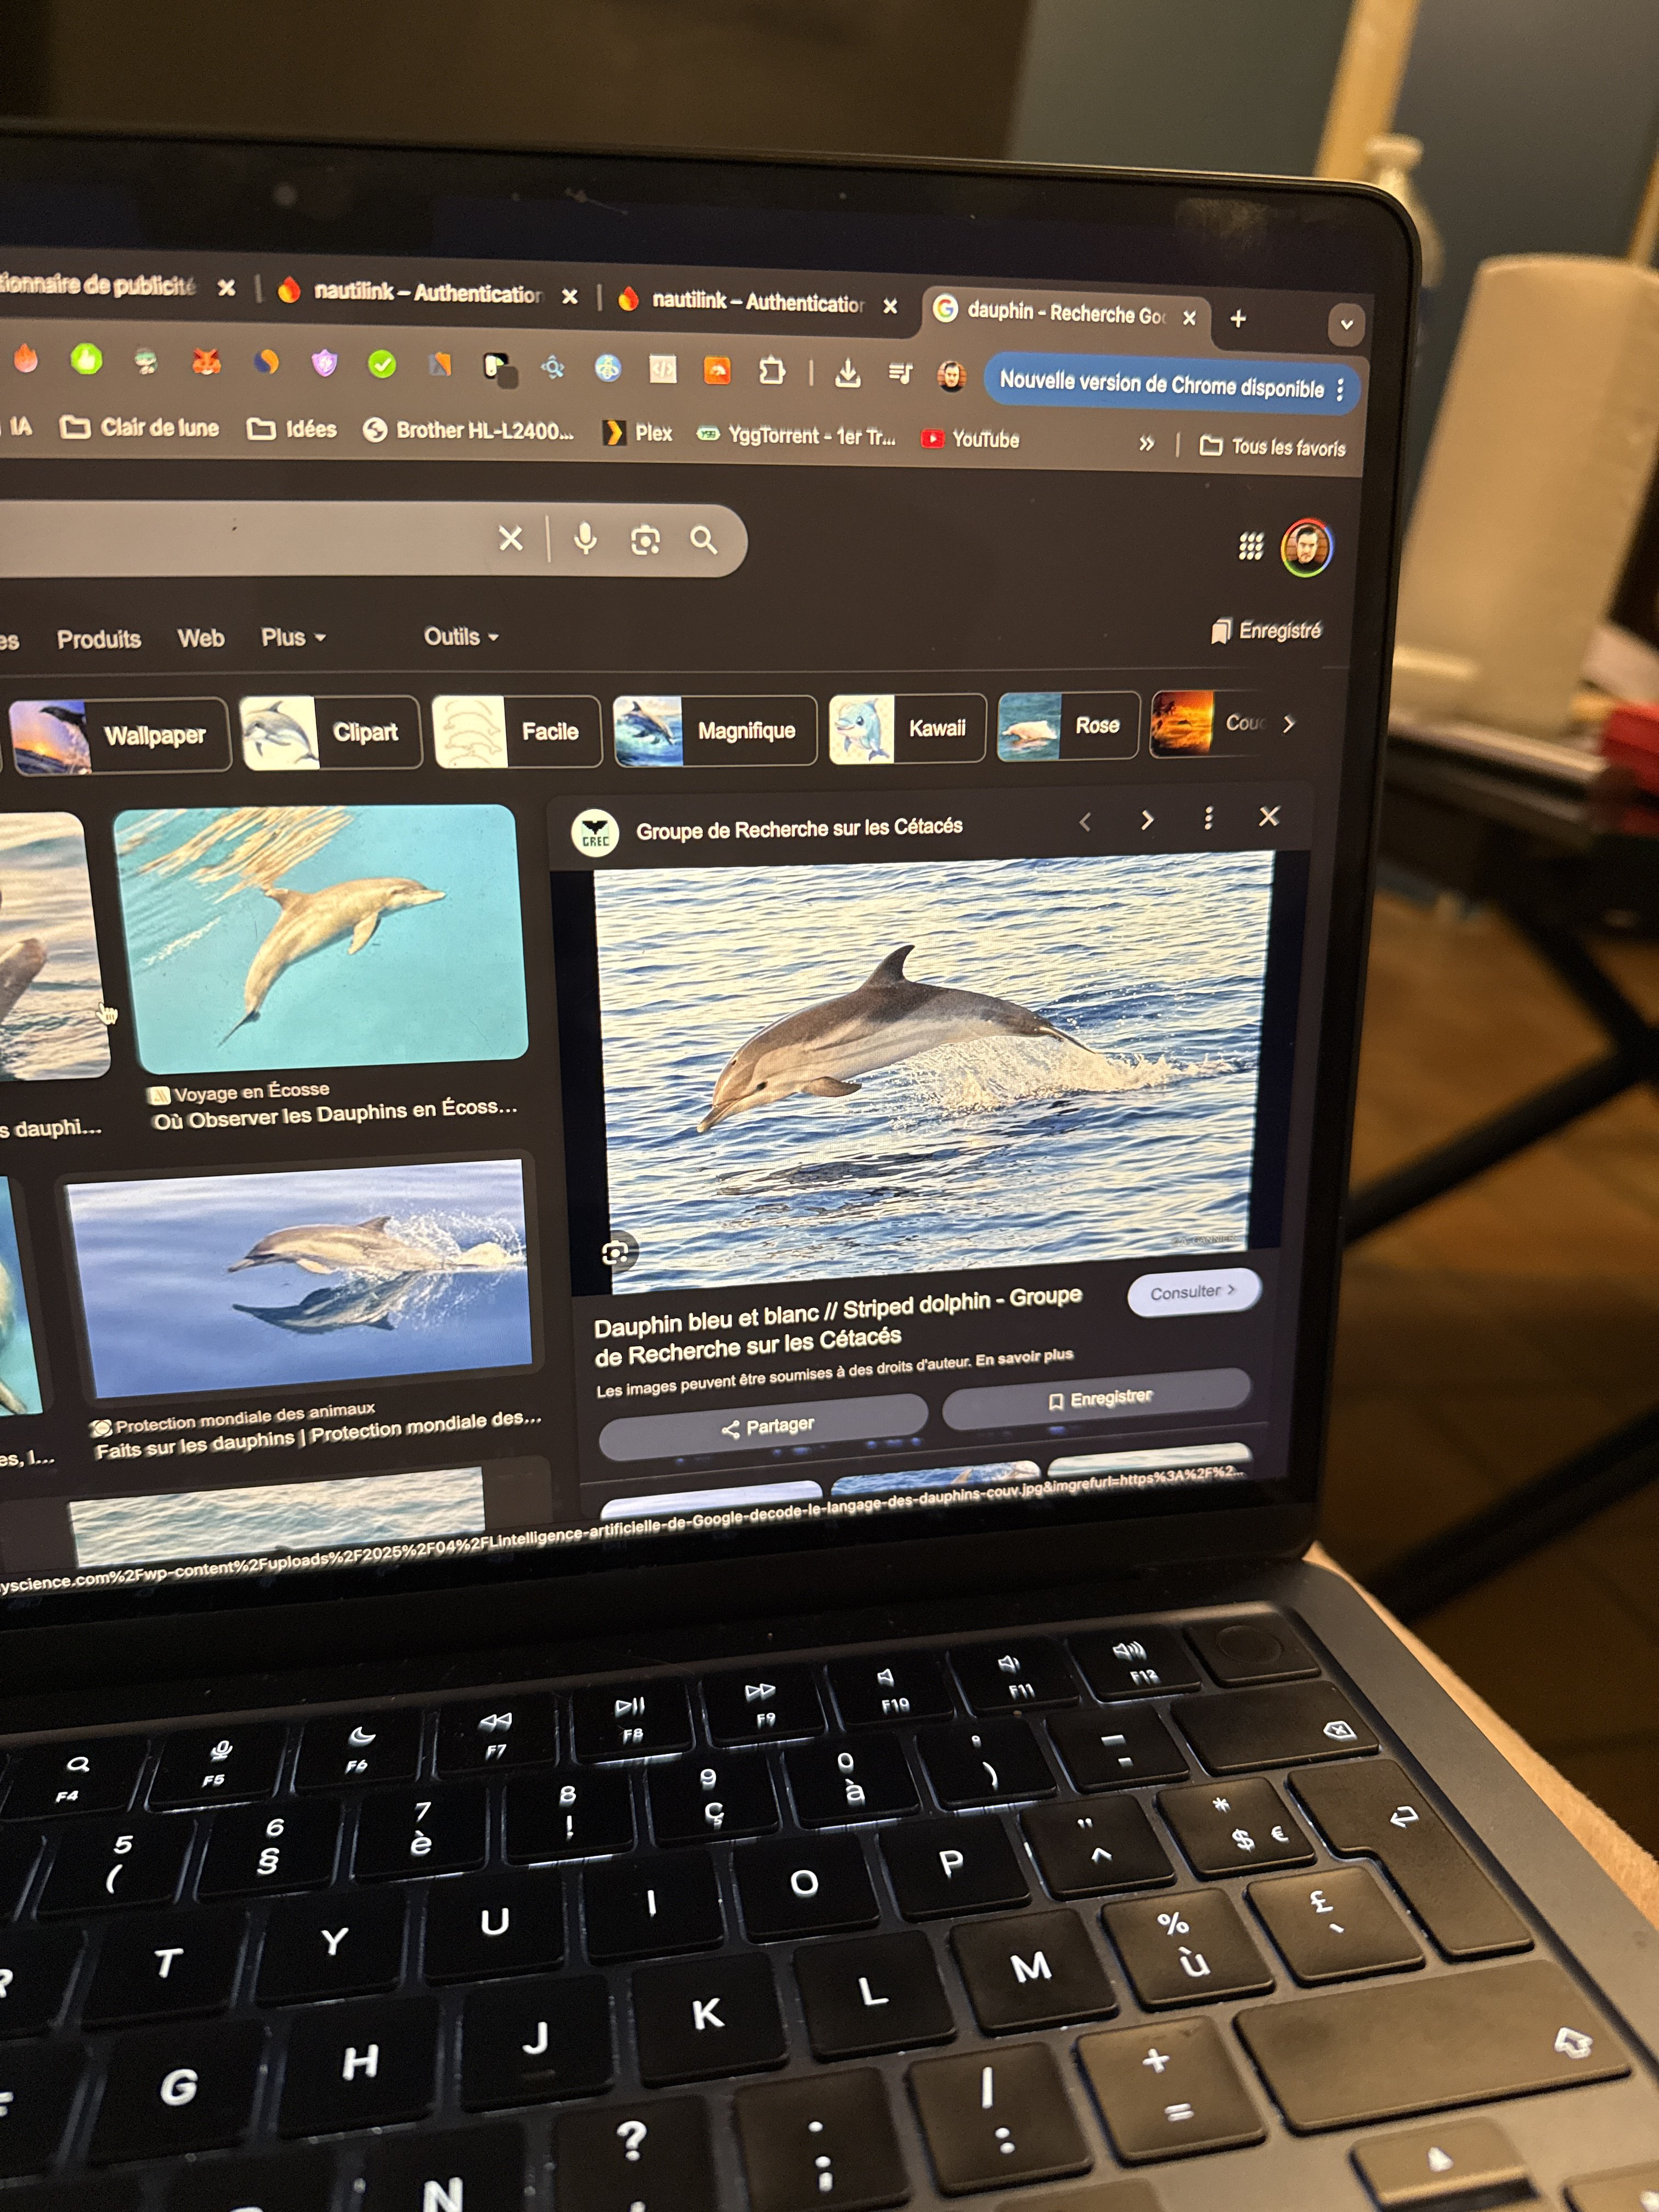 ionnaire de publicité
nautilink – Authentication
nautilink – Authentication
dauphin - Recherche Goo
Nouvelle version de Chrome disponible
IA
Clair de lune
Idées
Brother HL-L2400...
Plex
YggTorrent - 1er Tr...
YouTube
Tous les favoris
es
Produits
Web
Plus
Outils
Enregistré
Wallpaper
Clipart
Facile
Magnifique
Kawaii
Rose
Couc
GREC
Groupe de Recherche sur les Cétacés
Voyage en Écosse
Où Observer les Dauphins en Écoss...
s dauphi...
Dauphin bleu et blanc // Striped dolphin - Groupe
de Recherche sur les Cétacés
Consulter
Les images peuvent être soumises à des droits d'auteur. En savoir plus
Partager
Enregistrer
Protection mondiale des animaux
Faits sur les dauphins | Protection mondiale des...
es, l...
yscience.com%2Fwp-content%2Fuploads%2F2025%2F04%2FLintelligence-artificielle-de-Google-decode-le-langage-des-dauphins-couv.jpg&imgrefurl=https%3A%2F%2...
F4 F5 F6 F7 F8 F9 F10 F11 F12
5 6 7 8 9 0 ° _
( § è ! ç à ) -
R T Y U I O P ¨ ^ * $ €
G H J K L M % ù £ `
N ? , . ; / : + =